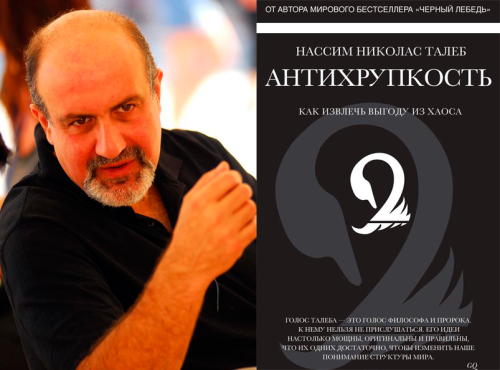 ОТ АВТОРА МИРОВОГО БЕСТСЕЛЛЕРА «ЧЕРНЫЙ ЛЕБЕДЬ»
НАССИМ НИКОЛАС ТАЛЕБ
АНТИХРУПКОСТЬ
КАК ИЗВЛЕЧЬ ВЫГОДУ ИЗ ХАОСА
ГОЛОС ТАЛЕБА — ЭТО ГОЛОС ФИЛОСОФА И ПРОРОКА.
К НЕМУ НЕЛЬЗЯ НЕ ПРИСЛУШАТЬСЯ. ЕГО ИДЕИ
НАСТОЛЬКО МОЩНЫ, ОРИГИНАЛЬНЫ И ПРАВИЛЬНЫ,
ЧТО ИХ ОДНИХ ДОСТАТОЧНО, ЧТОБЫ ИЗМЕНИТЬ НАШЕ
ПОНИМАНИЕ СТРУКТУРЫ МИРА.
GQ